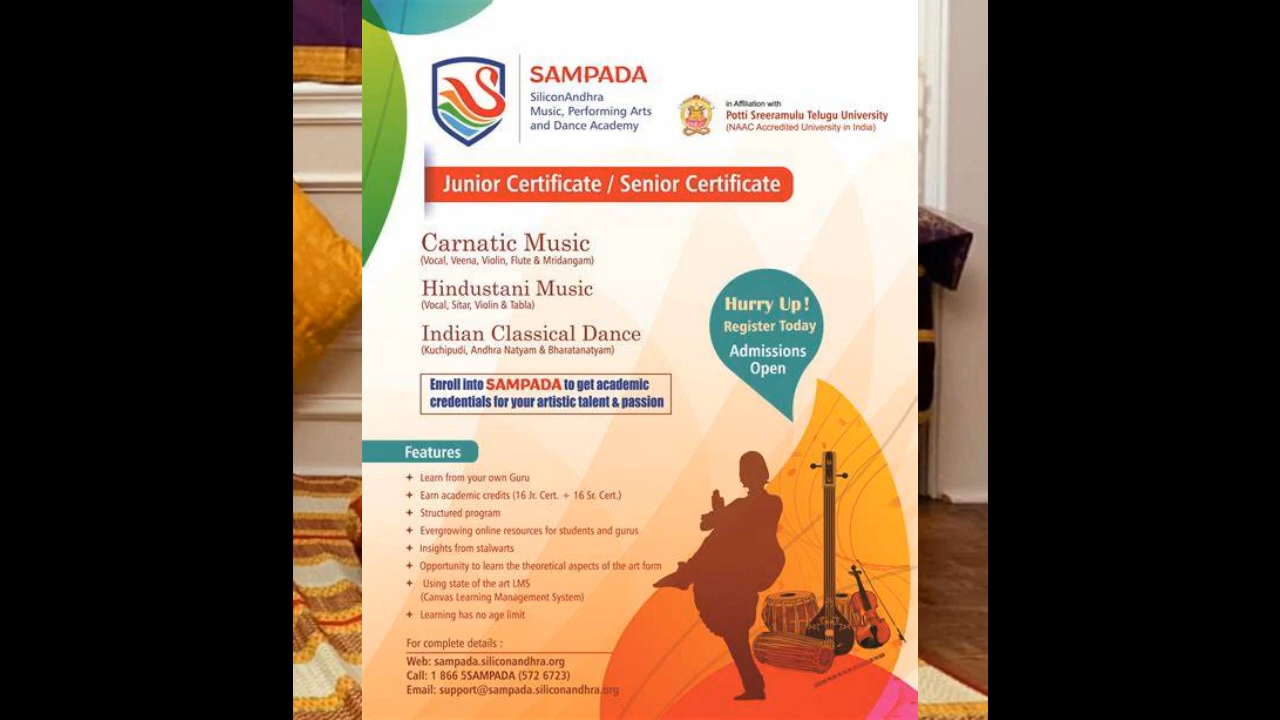 SAMPADA
SiliconAndhra
Music, Performing Arts
and Dance Academy
in Affiliation with
Potti Sreeramulu Telugu University
(NAAC Accredited University in India)
Junior Certificate / Senior Certificate
Carnatic Music
(Vocal, Veena, Violin, Flute & Mridangam)
Hindustani Music
(Vocal, Sitar, Violin & Tabla)
Indian Classical Dance
(Kuchipudi, Andhra Natyam & Bharatanatyam)
Hurry Up!
Register Today
Admissions
Open
Enroll into SAMPADA to get academic
credentials for your artistic talent & passion
Features
+ Learn from your own Guru
+ Earn academic credits (16 Jr. Cert. + 16 Sr. Cert.)
+ Structured program
+ Evergrowing online resources for students and gurus
+ Insights from stalwarts
+ Opportunity to learn the theoretical aspects of the art form
+ Using state of the art LMS
(Canvas Learning Management System)
+ Learning has no age limit
For complete details :
Web: sampada.siliconandhra.org
Call: 1 866 5SAMPADA (572 6723)
Email: support@sampada.siliconandhra.org